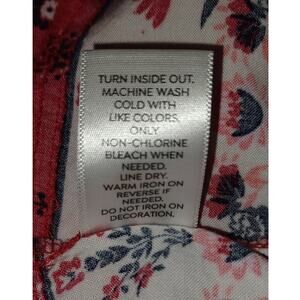 TURN INSIDE OUT.
MACHINE WASH
COLD WITH
LIKE COLORS.
ONLY
NON-CHLORINE
BLEACH WHEN
NEEDED.
LINE DRY.
WARM IRON ON
REVERSE IF
NEEDED.
DO NOT IRON ON
DECORATION.